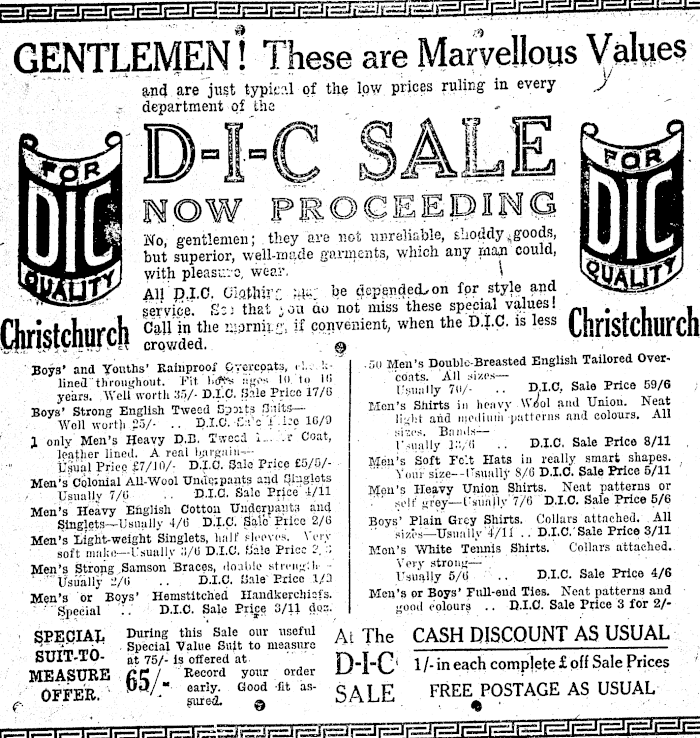 GENTLEMEN! These are Marvellous Values
and are just typical of the low prices ruling in every
department of the
D-I-C SALE
NOW PROCEEDING
FOR
DIC
QUALITY
Christchurch
No, gentlemen; they are not unreliable, shoddy goods,
but superior, well-made garments, which any man could,
with pleasure, wear.
All D.I.C. Clothing may be depended on for style and
service. See that you do not miss these special values!
Call in the morning, if convenient, when the D.I.C. is less
crowded.
FOR
DIC
QUALITY
Christchurch
Boys' and Youths' Rainproof Overcoats,
lined throughout. Fit boys ages 10 to 16
years. Well worth 35/- D.I.C. Sale Price 17/6
Boys' Strong English Tweed Sports Suits—
Well worth 25/- .. D.I.C. Sale Price 16/9
1 only Men's Heavy D.B. Tweed Coat,
leather lined. A real bargain—
Usual Price £7/10/- D.I.C. Sale Price £5/5/-
Men's Colonial All-Wool Underpants and Singlets
Usually 7/6 .. D.I.C. Sale Price 4/11
Men's Heavy English Cotton Underpants and
Singlets—Usually 4/6 D.I.C. Sale Price 2/6
Men's Light-weight Singlets, half sleeves. Very
soft make—Usually 3/6 D.I.C. Sale Price
Men's Strong Samson Braces, double strength—
Usually 2/6 .. D.I.C. Sale Price
Men's or Boys' Hemstitched Handkerchiefs.
Special .. D.I.C. Sale Price 3/11 doz.
50 Men's Double-Breasted English Tailored Over-
coats. All sizes—
Usually 70/- .. D.I.C. Sale Price 59/6
Men's Shirts in heavy Wool and Union. Neat
light and medium patterns and colours. All
sizes. Bands—
Usually 13/6 .. D.I.C. Sale Price 8/11
Men's Soft Felt Hats in really smart shapes.
Your size—Usually 8/6 D.I.C. Sale Price 5/11
Men's Heavy Union Shirts. Neat patterns or
self grey—Usually 7/6 D.I.C. Sale Price 5/6
Boys' Plain Grey Shirts. Collars attached. All
sizes—Usually 4/11 .. D.I.C. Sale Price 3/11
Men's White Tennis Shirts. Collars attached.
Very strong—
Usually 5/6 .. D.I.C. Sale Price 4/6
Men's or Boys' Full-end Ties. Neat patterns and
good colours .. D.I.C. Sale Price 3 for 2/-
SPECIAL
SUIT-TO-
MEASURE
OFFER.
During this Sale our useful
Special Value Suit to measure
at 75/- is offered at
65/- Record your order
early. Good fit as-
sured.
At The
D-I-C
SALE
CASH DISCOUNT AS USUAL
1/- in each complete £ off Sale Prices
FREE POSTAGE AS USUAL